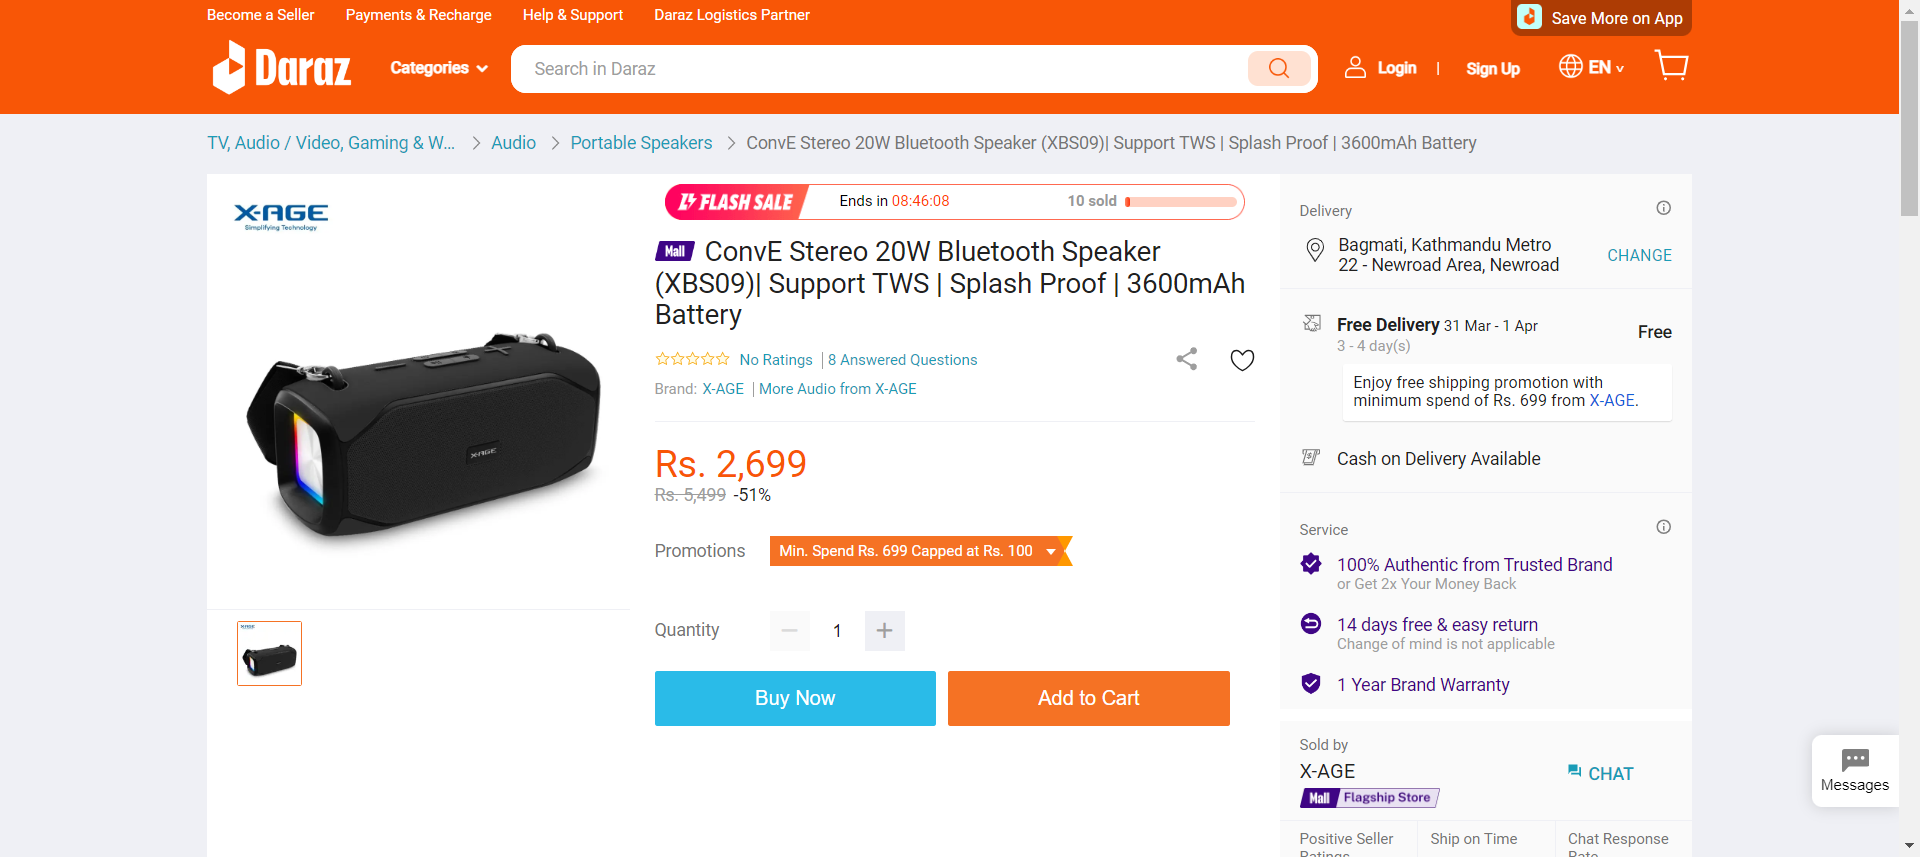 Become a Seller
Payments & Recharge
Help & Support
Daraz Logistics Partner
Save More on App
Daraz
Categories
Search in Daraz
Login
|
Sign Up
EN
TV, Audio / Video, Gaming & W...
Audio
Portable Speakers
ConvE Stereo 20W Bluetooth Speaker (XBS09)| Support TWS | Splash Proof | 3600mAh Battery
X-AGE
Simplifying Technology
X-AGE
X-AGE
FLASH SALE
Ends in 08:46:08
10 sold
Mall ConvE Stereo 20W Bluetooth Speaker
(XBS09)| Support TWS | Splash Proof | 3600mAh
Battery
No Ratings | 8 Answered Questions
Brand: X-AGE | More Audio from X-AGE
Rs. 2,699
Rs. 5,499 -51%
Promotions
Min. Spend Rs. 699 Capped at Rs. 100
Quantity
1
Buy Now
Add to Cart
Delivery
Bagmati, Kathmandu Metro
22 - Newroad Area, Newroad
CHANGE
Free Delivery 31 Mar - 1 Apr
Free
3 - 4 day(s)
Enjoy free shipping promotion with
minimum spend of Rs. 699 from X-AGE.
Cash on Delivery Available
Service
100% Authentic from Trusted Brand
or Get 2x Your Money Back
14 days free & easy return
Change of mind is not applicable
1 Year Brand Warranty
Sold by
X-AGE
CHAT
Mall Flagship Store
Positive Seller
Ratings
Ship on Time
Chat Response
Rate
Messages